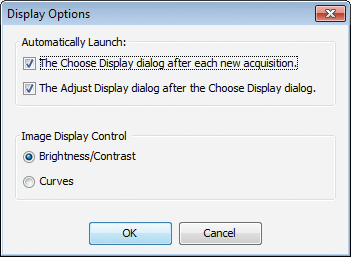 Display Options
Automatically Launch:
The Choose Display dialog after each new acquisition.
The Adjust Display dialog after the Choose Display dialog.
Image Display Control
Brightness/Contrast
Curves
OK
Cancel